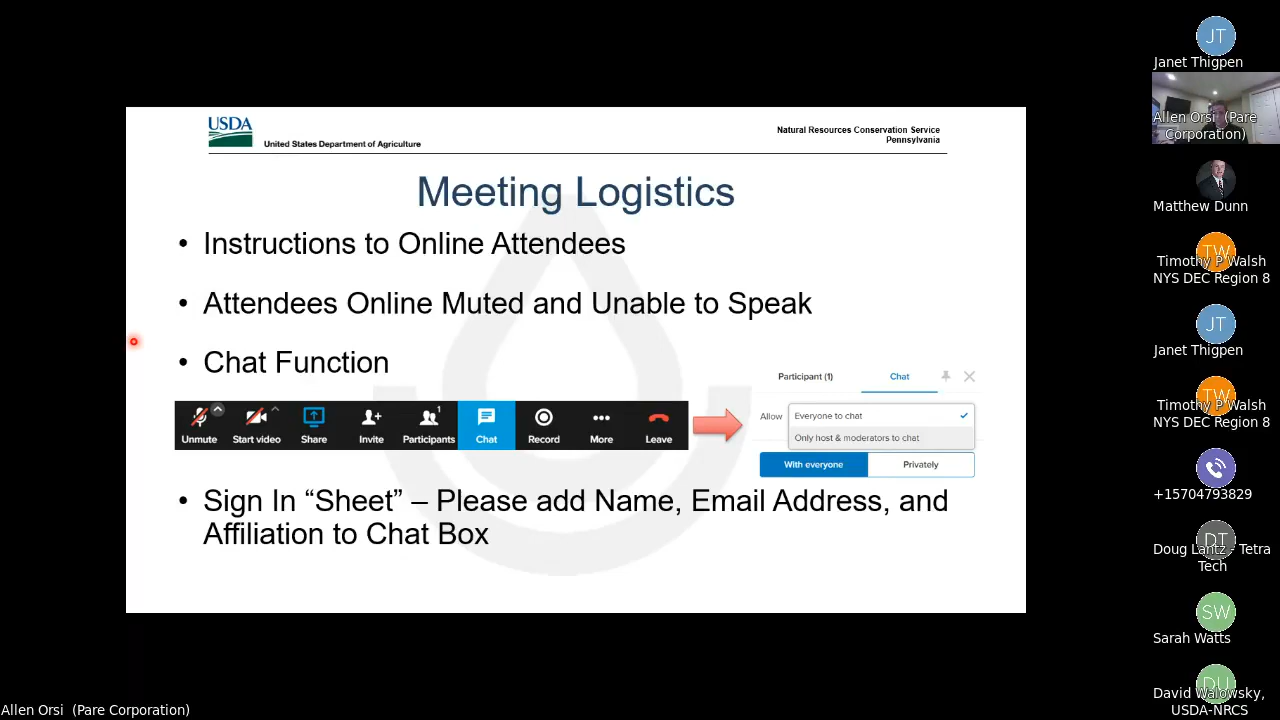 USDA
United States Department of Agriculture
Natural Resources Conservation Service
Pennsylvania
Meeting Logistics
• Instructions to Online Attendees
• Attendees Online Muted and Unable to Speak
• Chat Function
Unmute Start video Share Invite 1 Participants Chat Record More Leave
Participant (1) Chat
Allow Everyone to chat
Only host & moderators to chat
With everyone Privately
• Sign In “Sheet” – Please add Name, Email Address, and
Affiliation to Chat Box
JT
Janet Thigpen
Allen Orsi (Pare
Corporation)
Matthew Dunn
TW
Timothy P Walsh
NYS DEC Region 8
JT
Janet Thigpen
TW
Timothy P Walsh
NYS DEC Region 8
+15704793829
DT
Doug Lantz - Tetra
Tech
SW
Sarah Watts
DU
David Walowsky,
USDA-NRCS
Allen Orsi (Pare Corporation)